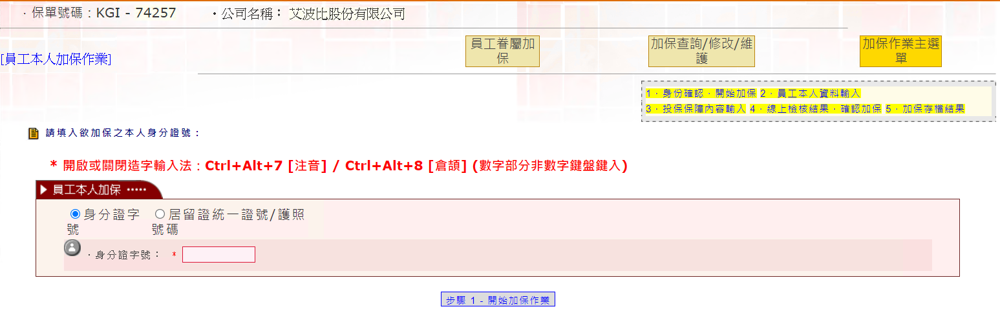 ．保單號碼：KGI - 74257 ．公司名稱： 艾波比股份有限公司
員工眷屬加
保
加保查詢/修改/維
護
加保作業主選
單
[員工本人加保作業]
1．身份確認．開始加保 2．員工本人資料輸入
3．投保保障內容輸入 4．線上檢核結果．確認加保 5．加保存檔結果
請填入欲加保之本人身分證號：
* 開啟或關閉造字輸入法：Ctrl+Alt+7 [注音] / Ctrl+Alt+8 [倉頡] (數字部分非數字鍵盤鍵入)
員工本人加保 ·····
身分證字
號
居留證統一證號/護照
號碼
．身分證字號： *
步驟 1 - 開始加保作業